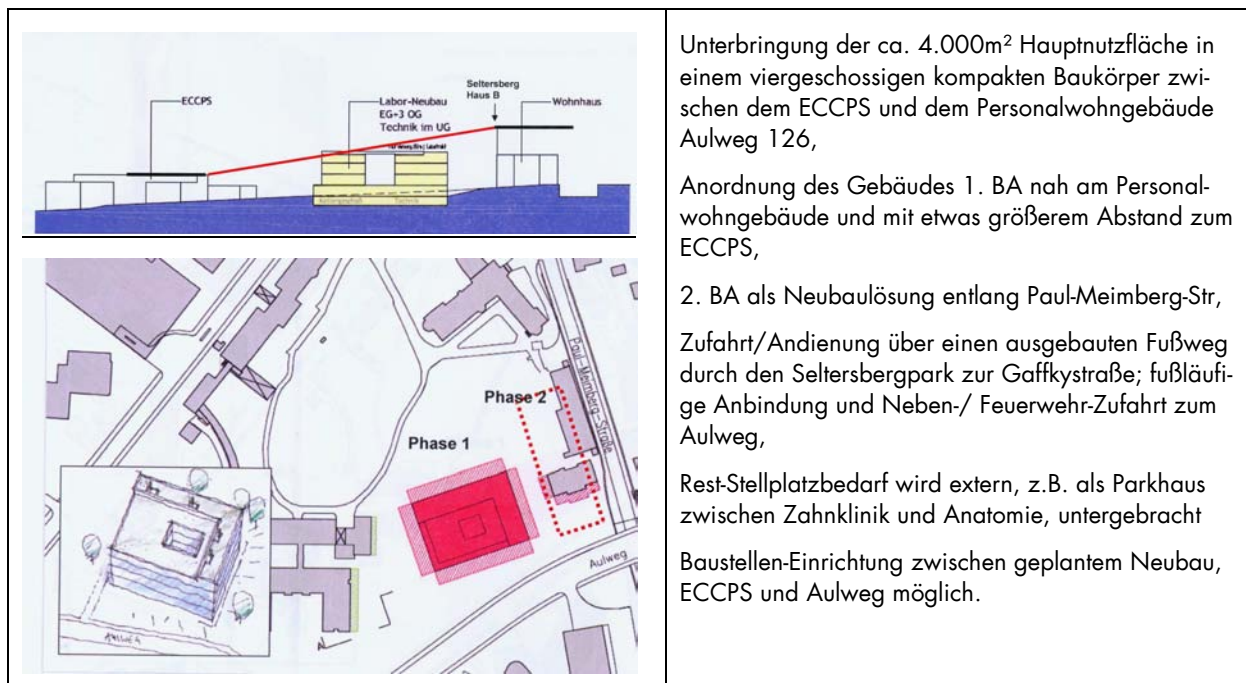 ECCPS
Labor-Neubau
EG+3 OG
Technik im UG
Seltersberg
Haus B
Wohnhaus
Technik
Phase 1
Phase 2
Paul-Meimberg-Straße
Aulweg
AULWEG
N
Unterbringung der ca. 4.000m² Hauptnutzfläche in
einem viergeschossigen kompakten Baukörper zwi-
schen dem ECCPS und dem Personalwohngebäude
Aulweg 126,
Anordnung des Gebäudes 1. BA nah am Personal-
wohngebäude und mit etwas größerem Abstand zum
ECCPS,
2. BA als Neubaulösung entlang Paul-Meimberg-Str,
Zufahrt/Andienung über einen ausgebauten Fußweg
durch den Seltersbergpark zur Gaffkystraße; fußläufi-
ge Anbindung und Neben-/ Feuerwehr-Zufahrt zum
Aulweg,
Rest-Stellplatzbedarf wird extern, z.B. als Parkhaus
zwischen Zahnklinik und Anatomie, untergebracht
Baustellen-Einrichtung zwischen geplantem Neubau,
ECCPS und Aulweg möglich.